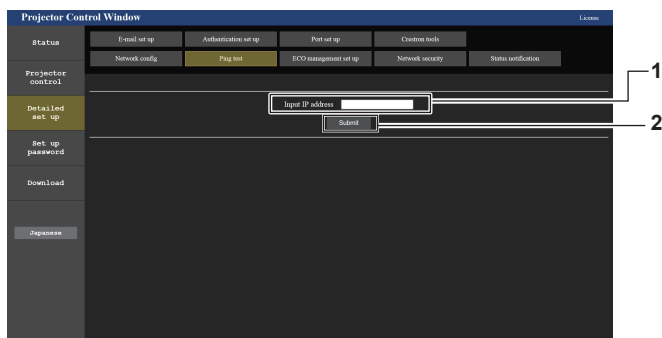 Projector Control Window
License
Status
E-mail set up
Authentication set up
Port set up
Crestron tools
Network config
Ping test
ECO management set up
Network security
Status notification
Projector
control
Detailed
set up
Set up
password
Download
Japanese
Input IP address
Submit
1
2